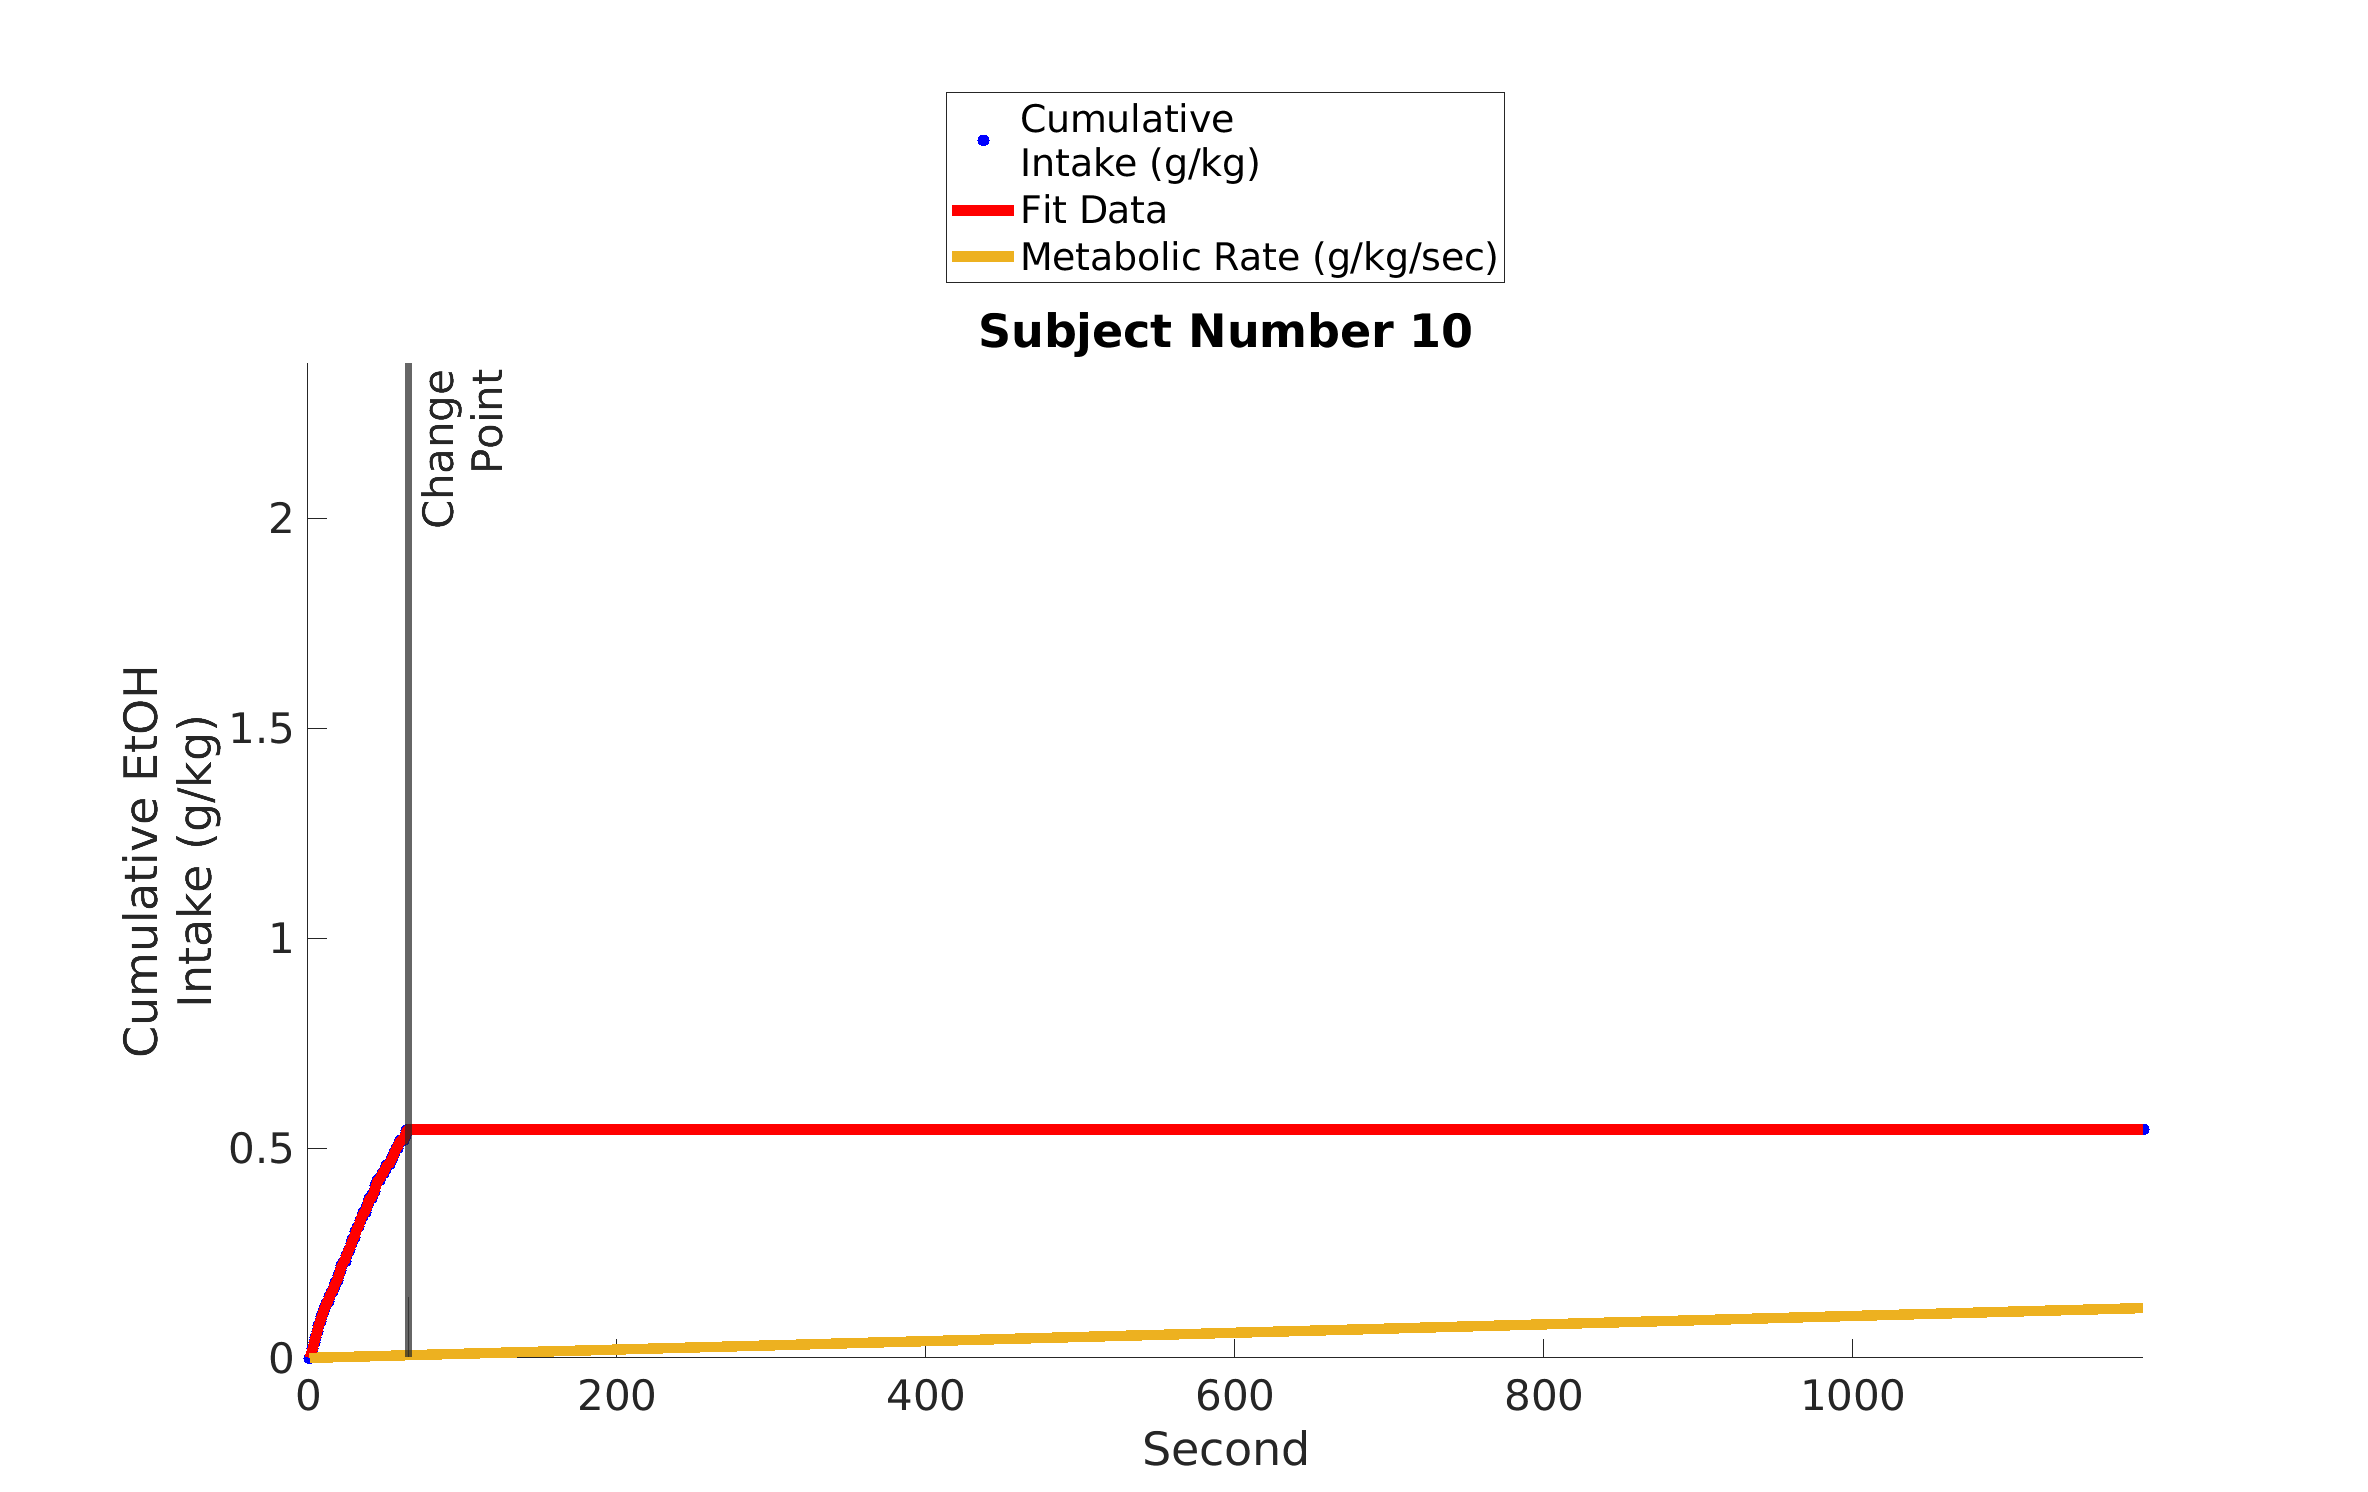 Cumulative
Intake (g/kg)
Fit Data
Metabolic Rate (g/kg/sec)
Subject Number 10
Change
Point
Cumulative EtOH
Intake (g/kg)
2
1.5
1
0.5
0
0 200 400 600 800 1000
Second